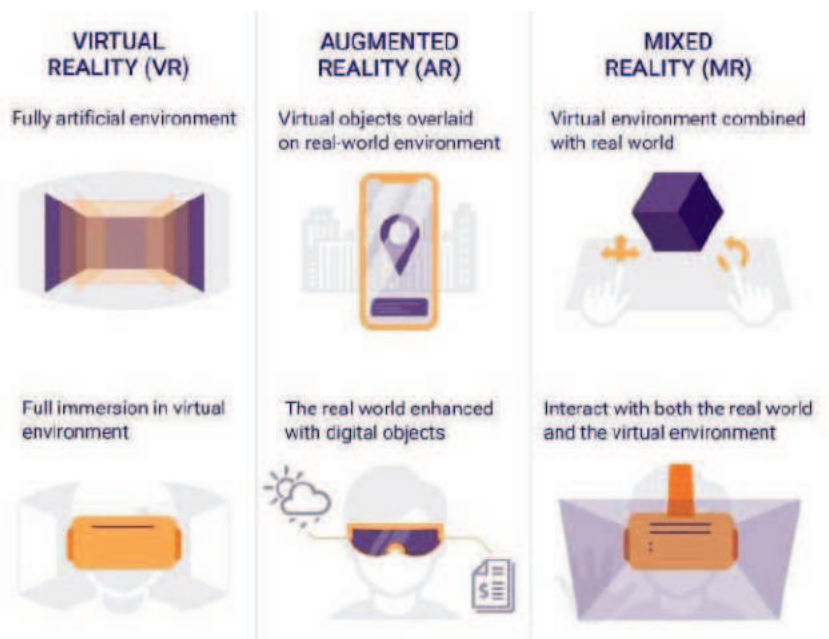 VIRTUAL
REALITY (VR)
Fully artificial environment
Full immersion in virtual
environment
AUGMENTED
REALITY (AR)
Virtual objects overlaid
on real-world environment
The real world enhanced
with digital objects
$
MIXED
REALITY (MR)
Virtual environment combined
with real world
Interact with both the real world
and the virtual environment